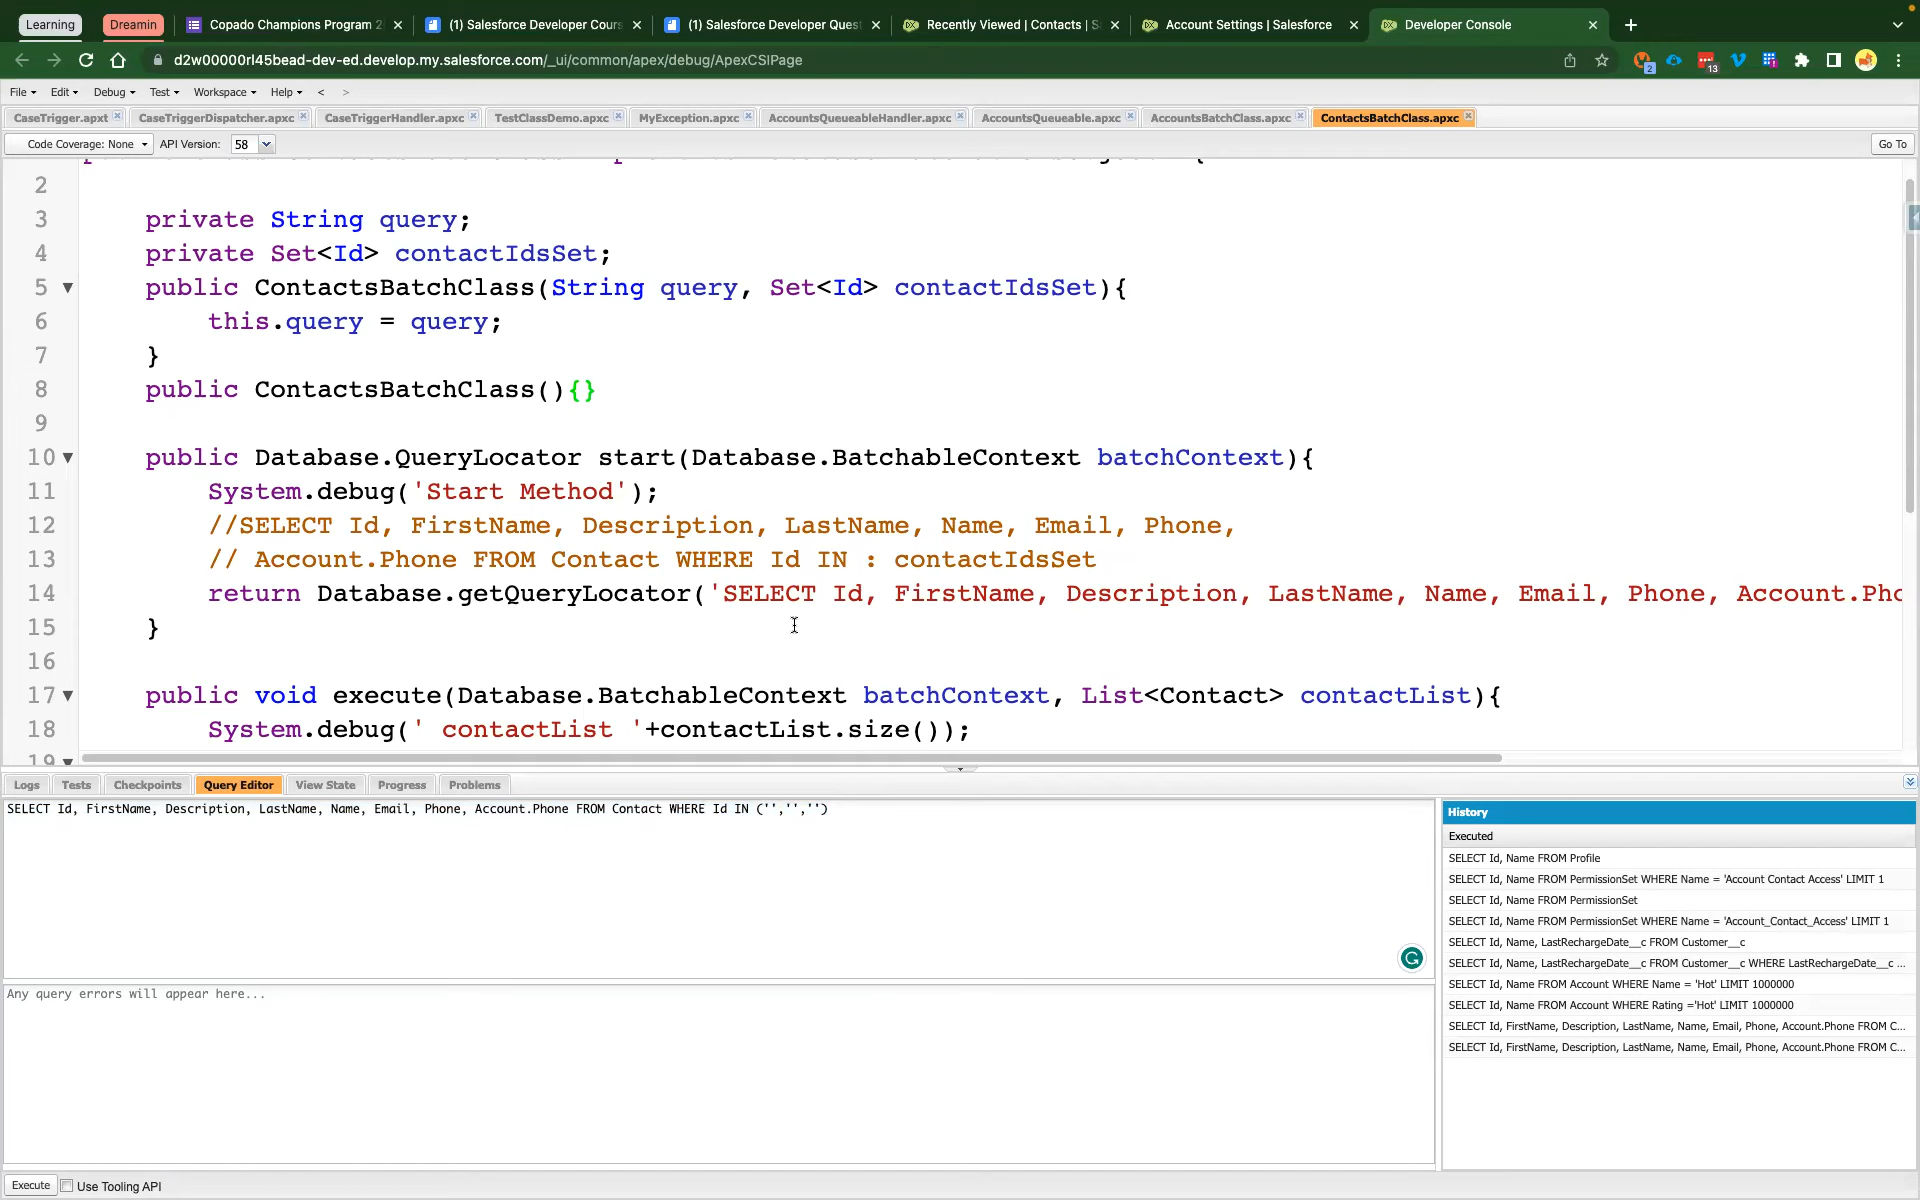 Learning
Dreamin
Copado Champions Program 2
(1) Salesforce Developer Cours
(1) Salesforce Developer Quest
Recently Viewed | Contacts | S
Account Settings | Salesforce
Developer Console
d2w00000rl45bead-dev-ed.develop.my.salesforce.com/_ui/common/apex/debug/ApexCSIPage
2
13
File
Edit
Debug
Test
Workspace
Help
<
>
CaseTrigger.apxt
CaseTriggerDispatcher.apxc
CaseTriggerHandler.apxc
TestClassDemo.apxc
MyException.apxc
AccountsQueueableHandler.apxc
AccountsQueueable.apxc
AccountsBatchClass.apxc
ContactsBatchClass.apxc
Code Coverage: None
API Version:
58
Go To
2
3 private String query;
4 private Set<Id> contactIdsSet;
5 public ContactsBatchClass(String query, Set<Id> contactIdsSet){
6 this.query = query;
7 }
8 public ContactsBatchClass(){}
9
10 public Database.QueryLocator start(Database.BatchableContext batchContext){
11 System.debug('Start Method');
12 //SELECT Id, FirstName, Description, LastName, Name, Email, Phone,
13 // Account.Phone FROM Contact WHERE Id IN : contactIdsSet
14 return Database.getQueryLocator('SELECT Id, FirstName, Description, LastName, Name, Email, Phone, Account.Pho
15 }
16
17 public void execute(Database.BatchableContext batchContext, List<Contact> contactList){
18 System.debug(' contactList '+contactList.size());
19
Logs
Tests
Checkpoints
Query Editor
View State
Progress
Problems
SELECT Id, FirstName, Description, LastName, Name, Email, Phone, Account.Phone FROM Contact WHERE Id IN ('','','')
Any query errors will appear here...
History
Executed
SELECT Id, Name FROM Profile
SELECT Id, Name FROM PermissionSet WHERE Name = 'Account Contact Access' LIMIT 1
SELECT Id, Name FROM PermissionSet
SELECT Id, Name FROM PermissionSet WHERE Name = 'Account_Contact_Access' LIMIT 1
SELECT Id, Name, LastRechargeDate__c FROM Customer__c
SELECT Id, Name, LastRechargeDate__c FROM Customer__c WHERE LastRechargeDate__c ...
SELECT Id, Name FROM Account WHERE Name = 'Hot' LIMIT 1000000
SELECT Id, Name FROM Account WHERE Rating ='Hot' LIMIT 1000000
SELECT Id, FirstName, Description, LastName, Name, Email, Phone, Account.Phone FROM C...
SELECT Id, FirstName, Description, LastName, Name, Email, Phone, Account.Phone FROM C...
Execute
Use Tooling API